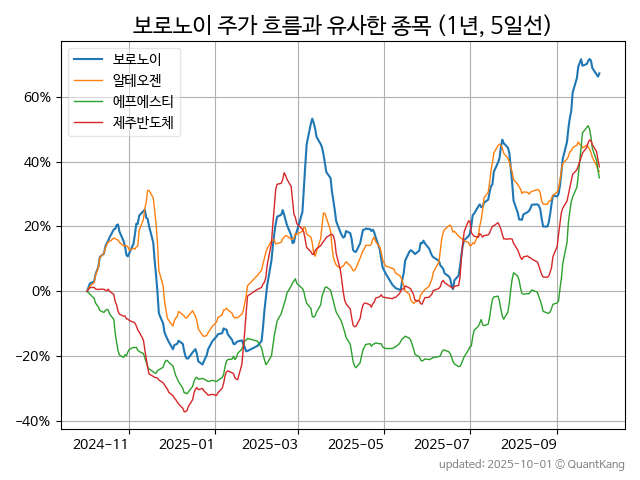 보로노이 주가 흐름과 유사한 종목 (1년, 5일선)
보로노이
알테오젠
에프에스티
제주반도체
60%
40%
20%
0%
−20%
−40%
2024-11
2025-01
2025-03
2025-05
2025-07
2025-09
updated: 2025-10-01 © QuantKang